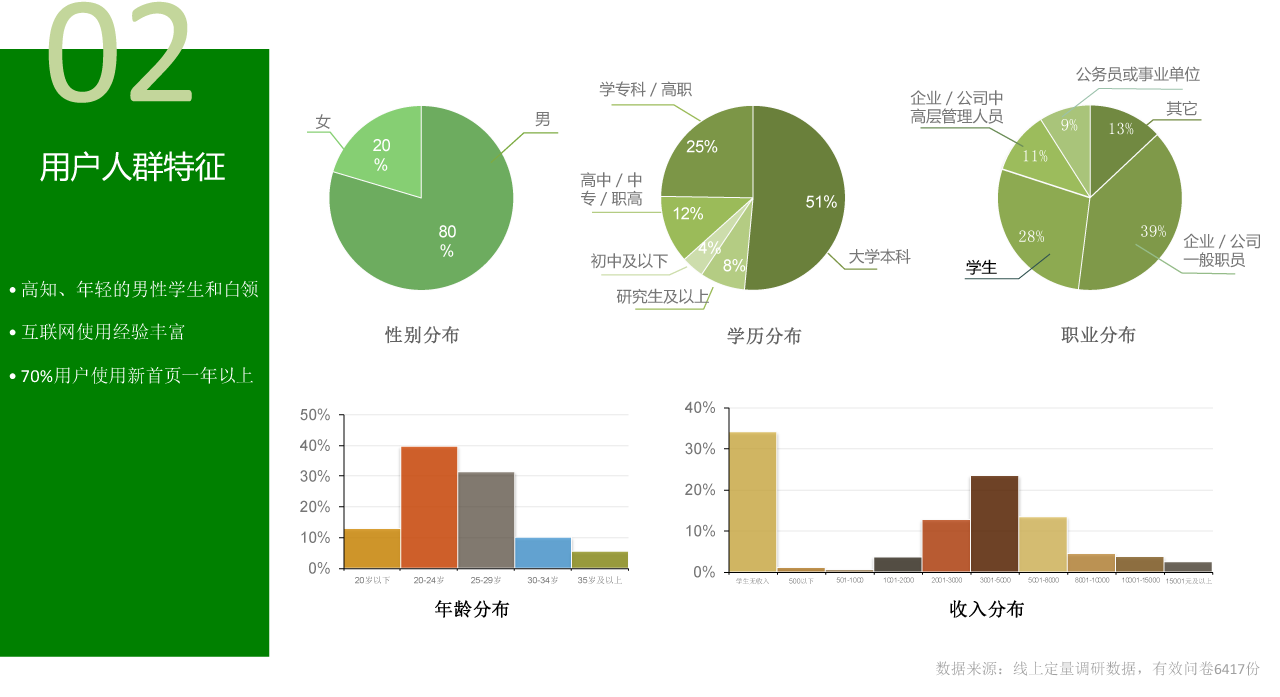 02
用户人群特征
• 高知、年轻的男性学生和白领
• 互联网使用经验丰富
• 70%用户使用新首页一年以上
女
男
20
%
80
%
性别分布
学专科 / 高职
高中 / 中
专 / 职高
初中及以下
研究生及以上
大学本科
25%
12%
4%
8%
51%
学历分布
公务员或事业单位
企业 / 公司中
高层管理人员
其它
学生
企业 / 公司
一般职员
9%
13%
11%
28%
39%
职业分布
50%
40%
30%
20%
10%
0%
20岁以下
20-24岁
25-29岁
30-34岁
35岁及以上
年龄分布
40%
30%
20%
10%
0%
学生无收入
500以下
501-1000
1001-2000
2001-3000
3001-5000
5001-8000
8001-10000
10001-15000
15001元及以上
收入分布
数据来源：线上定量调研数据，有效问卷6417份